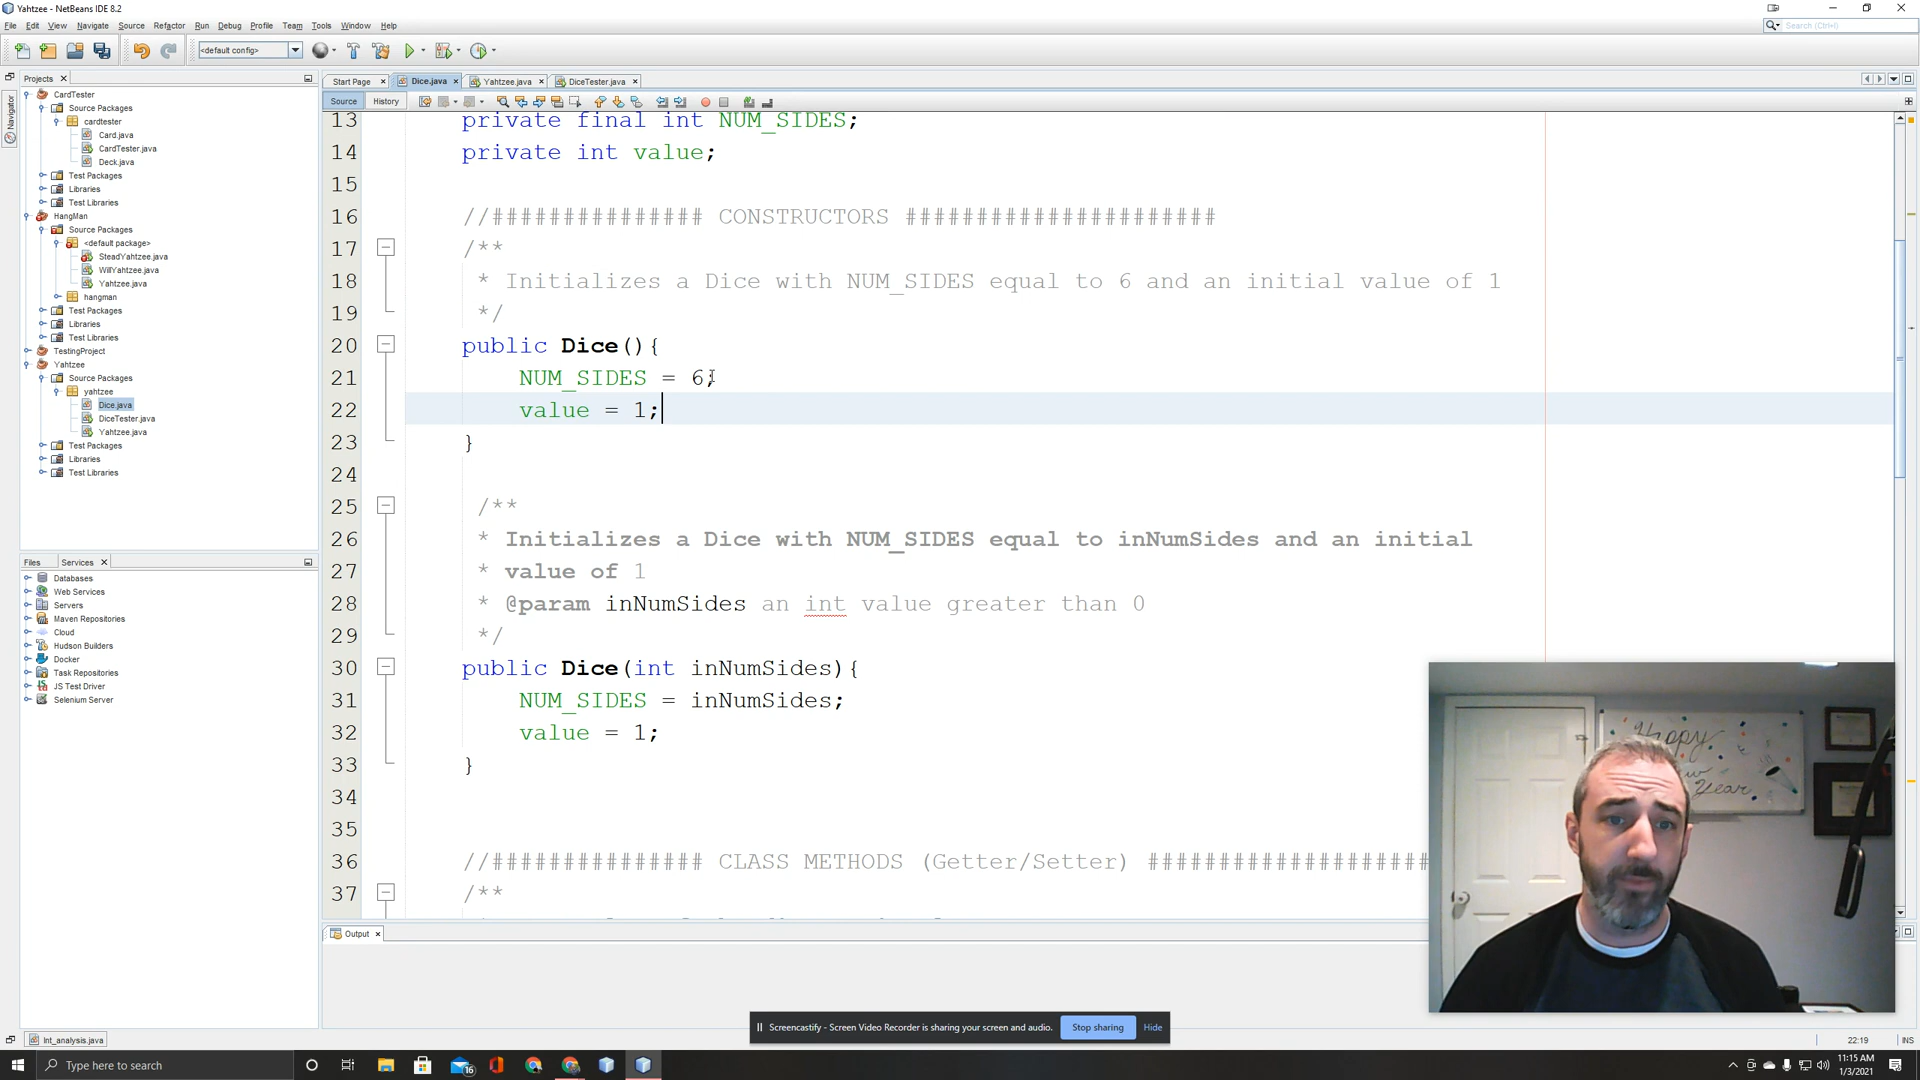 Yahtzee - NetBeans IDE 8.2
File Edit View Navigate Source Refactor Run Debug Profile Team Tools Window Help
Search (Ctrl+I)
<default config>
Projects
Start Page Dice.java Yahtzee.java DiceTester.java
Source History
Navigator
CardTester
Source Packages
cardtester
Card.java
CardTester.java
Deck.java
Test Packages
Libraries
Test Libraries
HangMan
Source Packages
<default package>
SteadYahtzee.java
WillYahtzee.java
Yahtzee.java
hangman
Test Packages
Libraries
Test Libraries
TestingProject
Yahtzee
Source Packages
yahtzee
Dice.java
DiceTester.java
Yahtzee.java
Test Packages
Libraries
Test Libraries
Files Services
Databases
Web Services
Servers
Maven Repositories
Cloud
Hudson Builders
Docker
Task Repositories
JS Test Driver
Selenium Server
13 private final int NUM_SIDES;
14 private int value;
15
16 //############### CONSTRUCTORS ######################
17 /**
18 * Initializes a Dice with NUM_SIDES equal to 6 and an initial value of 1
19 */
20 public Dice(){
21 NUM_SIDES = 6;
22 value = 1;
23 }
24
25 /**
26 * Initializes a Dice with NUM_SIDES equal to inNumSides and an initial
27 * value of 1
28 * @param inNumSides an int value greater than 0
29 */
30 public Dice(int inNumSides){
31 NUM_SIDES = inNumSides;
32 value = 1;
33 }
34
35
36 //############### CLASS METHODS (Getter/Setter) ####################
37 /**
Happy
New
Year
Output
Screencastify - Screen Video Recorder is sharing your screen and audio. Stop sharing Hide
Int_analysis.java
22:19 INS
Type here to search
16
11:15 AM
1/3/2021